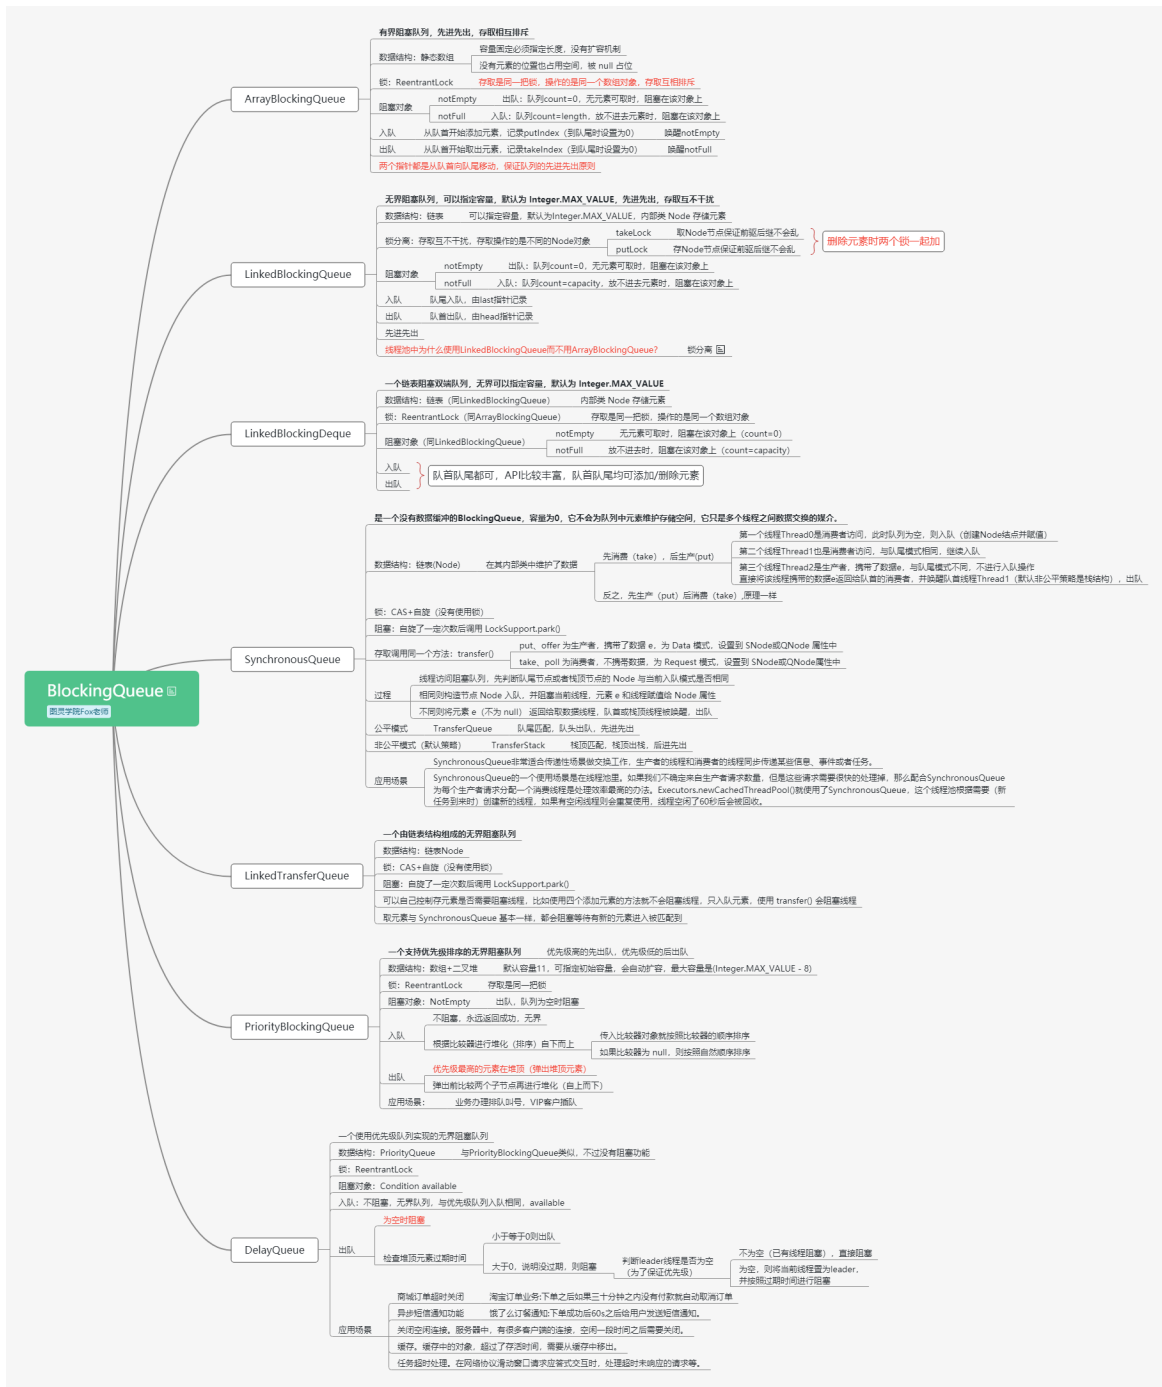 BlockingQueue
图灵学院Fox老师
ArrayBlockingQueue
有界阻塞队列，先进先出，存取相互排斥
数据结构：静态数组
容量固定必须指定长度，没有扩容机制
没有元素的位置也占用空间，被 null 占位
锁：ReentrantLock
存取是同一把锁，操作的是同一个数组对象，存取互相排斥
阻塞对象
notEmpty
出队：队列count=0，无元素可取时，阻塞在该对象上
notFull
入队：队列count=length，放不进去元素时，阻塞在该对象上
入队
从队首开始添加元素，记录putIndex（到队尾时设置为0）
唤醒notEmpty
出队
从队首开始取出元素，记录takeIndex（到队尾时设置为0）
唤醒notFull
两个指针都是从队首向队尾移动，保证队列的先进先出原则
LinkedBlockingQueue
无界阻塞队列，可以指定容量，默认为 Integer.MAX_VALUE，先进先出，存取互不干扰
数据结构：链表
可以指定容量，默认为Integer.MAX_VALUE，内部类 Node 存储元素
锁分离：存取互不干扰，存取操作的是不同的Node对象
takeLock
取Node节点保证前驱后继不会乱
putLock
存Node节点保证前驱后继不会乱
删除元素时两个锁一起加
阻塞对象
notEmpty
出队：队列count=0，无元素可取时，阻塞在该对象上
notFull
入队：队列count=capacity，放不进去元素时，阻塞在该对象上
入队
队尾入队，由last指针记录
出队
队首出队，由head指针记录
先进先出
线程池中为什么使用LinkedBlockingQueue而不用ArrayBlockingQueue?
锁分离
LinkedBlockingDeque
一个链表阻塞双端队列，无界可以指定容量，默认为 Integer.MAX_VALUE
数据结构：链表（同LinkedBlockingQueue）
内部类 Node 存储元素
锁：ReentrantLock（同ArrayBlockingQueue）
存取是同一把锁，操作的是同一个数组对象
阻塞对象（同LinkedBlockingQueue）
notEmpty
无元素可取时，阻塞在该对象上（count=0）
notFull
放不进去时，阻塞在该对象上（count=capacity）
入队
出队
队首队尾都可，API比较丰富，队首队尾均可添加/删除元素
SynchronousQueue
是一个没有数据缓冲的BlockingQueue，容量为0，它不会为队列中元素维护存储空间，它只是多个线程之间数据交换的媒介。
数据结构：链表(Node)
在其内部类中维护了数据
先消费（take），后生产(put)
第一个线程Thread0是消费者访问，此时队列为空，则入队（创建Node结点并赋值）
第二个线程Thread1也是消费者访问，与队尾模式相同，继续入队
第三个线程Thread2是生产者，携带了数据e，与队尾模式不同，不进行入队操作
直接将该线程携带的数据e返回给队首的消费者，并唤醒队首线程Thread1（默认非公平策略是栈结构），出队
反之，先生产（put）后消费（take）,原理一样
锁：CAS+自旋（没有使用锁）
阻塞：自旋了一定次数后调用 LockSupport.park()
存取调用同一个方法：transfer()
put、offer 为生产者，携带了数据 e，为 Data 模式，设置到 SNode或QNode 属性中
take、poll 为消费者，不携带数据，为 Request 模式，设置到 SNode或QNode属性中
过程
线程访问阻塞队列，先判断队尾节点或者栈顶节点的 Node 与当前入队模式是否相同
相同则构造节点 Node 入队，并阻塞当前线程，元素 e 和线程赋值给 Node 属性
不同则将元素 e（不为 null） 返回给取数据线程，队首或栈顶线程被唤醒，出队
公平模式
TransferQueue
队尾匹配，队头出队，先进先出
非公平模式（默认策略）
TransferStack
栈顶匹配，栈顶出栈，后进先出
应用场景
SynchronousQueue非常适合传递性场景做交换工作，生产者的线程和消费者的线程同步传递某些信息、事件或者任务。
SynchronousQueue的一个使用场景是在线程池里。如果我们不确定来自生产者请求数量，但是这些请求需要很快的处理掉，那么配合SynchronousQueue
为每个生产者请求分配一个消费线程是处理效率最高的办法。Executors.newCachedThreadPool()就使用了SynchronousQueue，这个线程池根据需要（新
任务到来时）创建新的线程，如果有空闲线程则会重复使用，线程空闲了60秒后会被回收。
LinkedTransferQueue
一个由链表结构组成的无界阻塞队列
数据结构：链表Node
锁：CAS+自旋（没有使用锁）
阻塞：自旋了一定次数后调用 LockSupport.park()
可以自己控制存元素是否需要阻塞线程，比如使用四个添加元素的方法就不会阻塞线程，只入队元素，使用 transfer() 会阻塞线程
取元素与 SynchronousQueue 基本一样，都会阻塞等待有新的元素进入被匹配到
PriorityBlockingQueue
一个支持优先级排序的无界阻塞队列
优先级高的先出队，优先级低的后出队
数据结构：数组+二叉堆
默认容量11，可指定初始容量，会自动扩容，最大容量是(Integer.MAX_VALUE - 8)
锁：ReentrantLock
存取是同一把锁
阻塞对象：NotEmpty
出队，队列为空时阻塞
入队
不阻塞，永远返回成功，无界
根据比较器进行堆化（排序）自下而上
传入比较器对象就按照比较器的顺序排序
如果比较器为 null，则按照自然顺序排序
出队
优先级最高的元素在堆顶（弹出堆顶元素）
弹出前比较两个子节点再进行堆化（自上而下）
应用场景：
业务办理排队叫号，VIP客户插队
DelayQueue
一个使用优先级队列实现的无界阻塞队列
数据结构：PriorityQueue
与PriorityBlockingQueue类似，不过没有阻塞功能
锁：ReentrantLock
阻塞对象：Condition available
入队：不阻塞，无界队列，与优先级队列入队相同，available
出队
为空时阻塞
检查堆顶元素过期时间
小于等于0则出队
大于0，说明没过期，则阻塞
判断leader线程是否为空
（为了保证优先级）
不为空（已有线程阻塞），直接阻塞
为空，则将当前线程置为leader，
并按照过期时间进行阻塞
应用场景
商城订单超时关闭
淘宝订单业务:下单之后如果三十分钟之内没有付款就自动取消订单
异步短信通知功能
饿了么订餐通知:下单成功后60s之后给用户发送短信通知。
关闭空闲连接。服务器中，有很多客户端的连接，空闲一段时间之后需要关闭。
缓存。缓存中的对象，超过了存活时间，需要从缓存中移出。
任务超时处理。在网络协议滑动窗口请求应答式交互时，处理超时未响应的请求等。